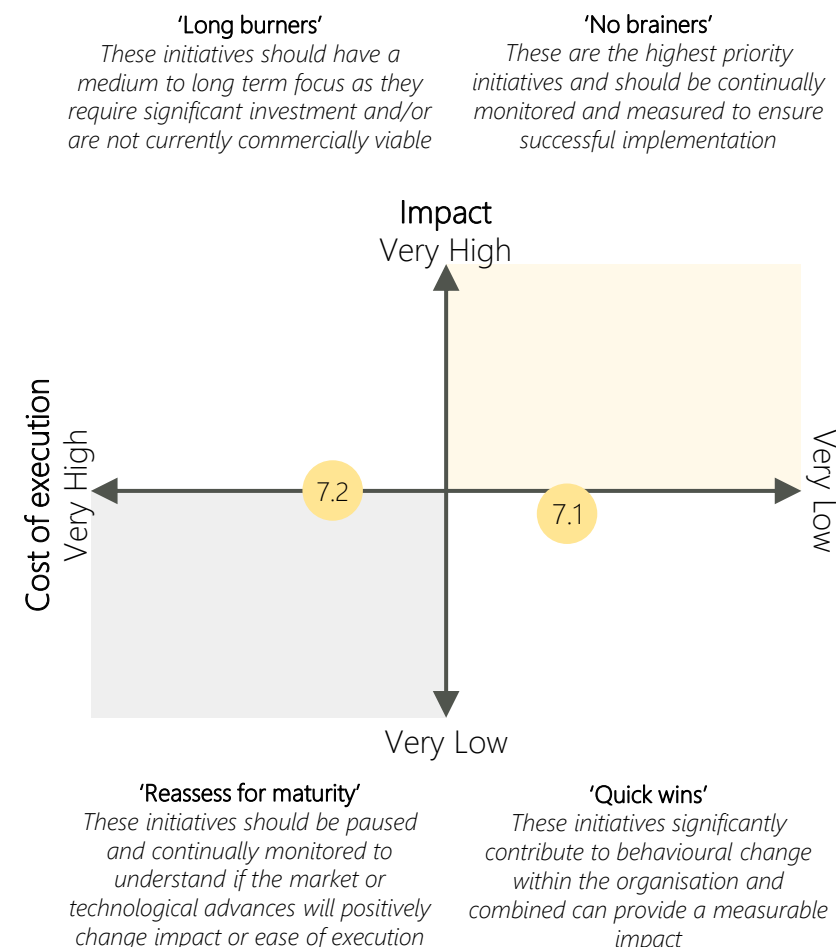 'Long burners'
These initiatives should have a
medium to long term focus as they
require significant investment and/or
are not currently commercially viable
'No brainers'
These are the highest priority
initiatives and should be continually
monitored and measured to ensure
successful implementation
Impact
Very High
Cost of execution
Very High
7.2
7.1
Very Low
Very Low
'Reassess for maturity'
These initiatives should be paused
and continually monitored to
understand if the market or
technological advances will positively
change impact or ease of execution
'Quick wins'
These initiatives significantly
contribute to behavioural change
within the organisation and
combined can provide a measurable
impact